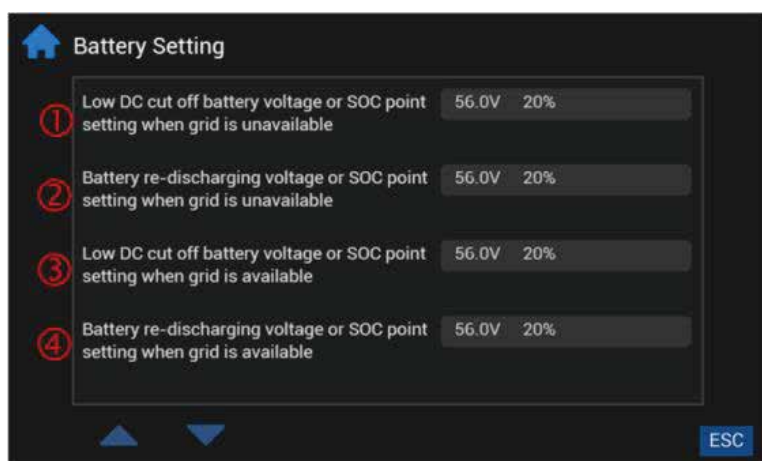 Battery Setting
① Low DC cut off battery voltage or SOC point 56.0V 20%
setting when grid is unavailable
② Battery re-discharging voltage or SOC point 56.0V 20%
setting when grid is unavailable
③ Low DC cut off battery voltage or SOC point 56.0V 20%
setting when grid is available
④ Battery re-discharging voltage or SOC point 56.0V 20%
setting when grid is available
ESC